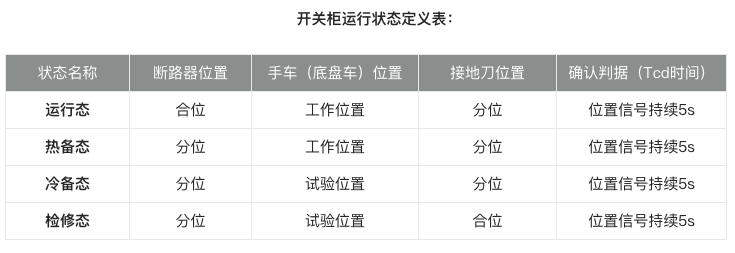 开关柜运行状态定义表：
状态名称 断路器位置 手车（底盘车）位置 接地刀位置 确认判据（Tcd时间）
运行态 合位 工作位置 分位 位置信号持续5s
热备态 分位 工作位置 分位 位置信号持续5s
冷备态 分位 试验位置 分位 位置信号持续5s
检修态 分位 试验位置 合位 位置信号持续5s